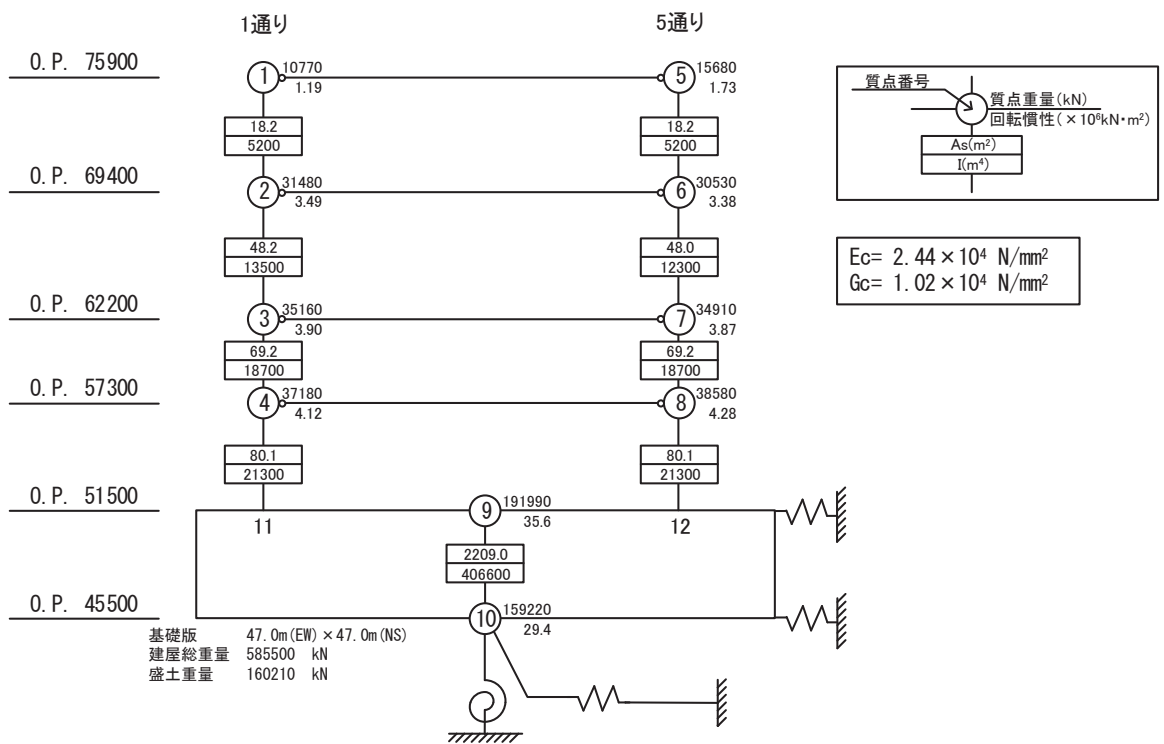 1通り 5通り
O.P. 75900
1 10770 5 15680
1.19 1.73
18.2 18.2
5200 5200
O.P. 69400
2 31480 6 30530
3.49 3.38
48.2 48.0
13500 12300
O.P. 62200
3 35160 7 34910
3.90 3.87
69.2 69.2
18700 18700
O.P. 57300
4 37180 8 38580
4.12 4.28
80.1 80.1
21300 21300
O.P. 51500
9 191990
35.6
11 12
2209.0
406600
O.P. 45500
10 159220
29.4
基礎版 47.0m(EW)×47.0m(NS)
建屋総重量 585500 kN
盛土重量 160210 kN
質点番号
質点重量(kN)
回転慣性(×10⁶kN・m²)
As(m²)
I(m⁴)
Ec= 2.44×10⁴ N/mm²
Gc= 1.02×10⁴ N/mm²